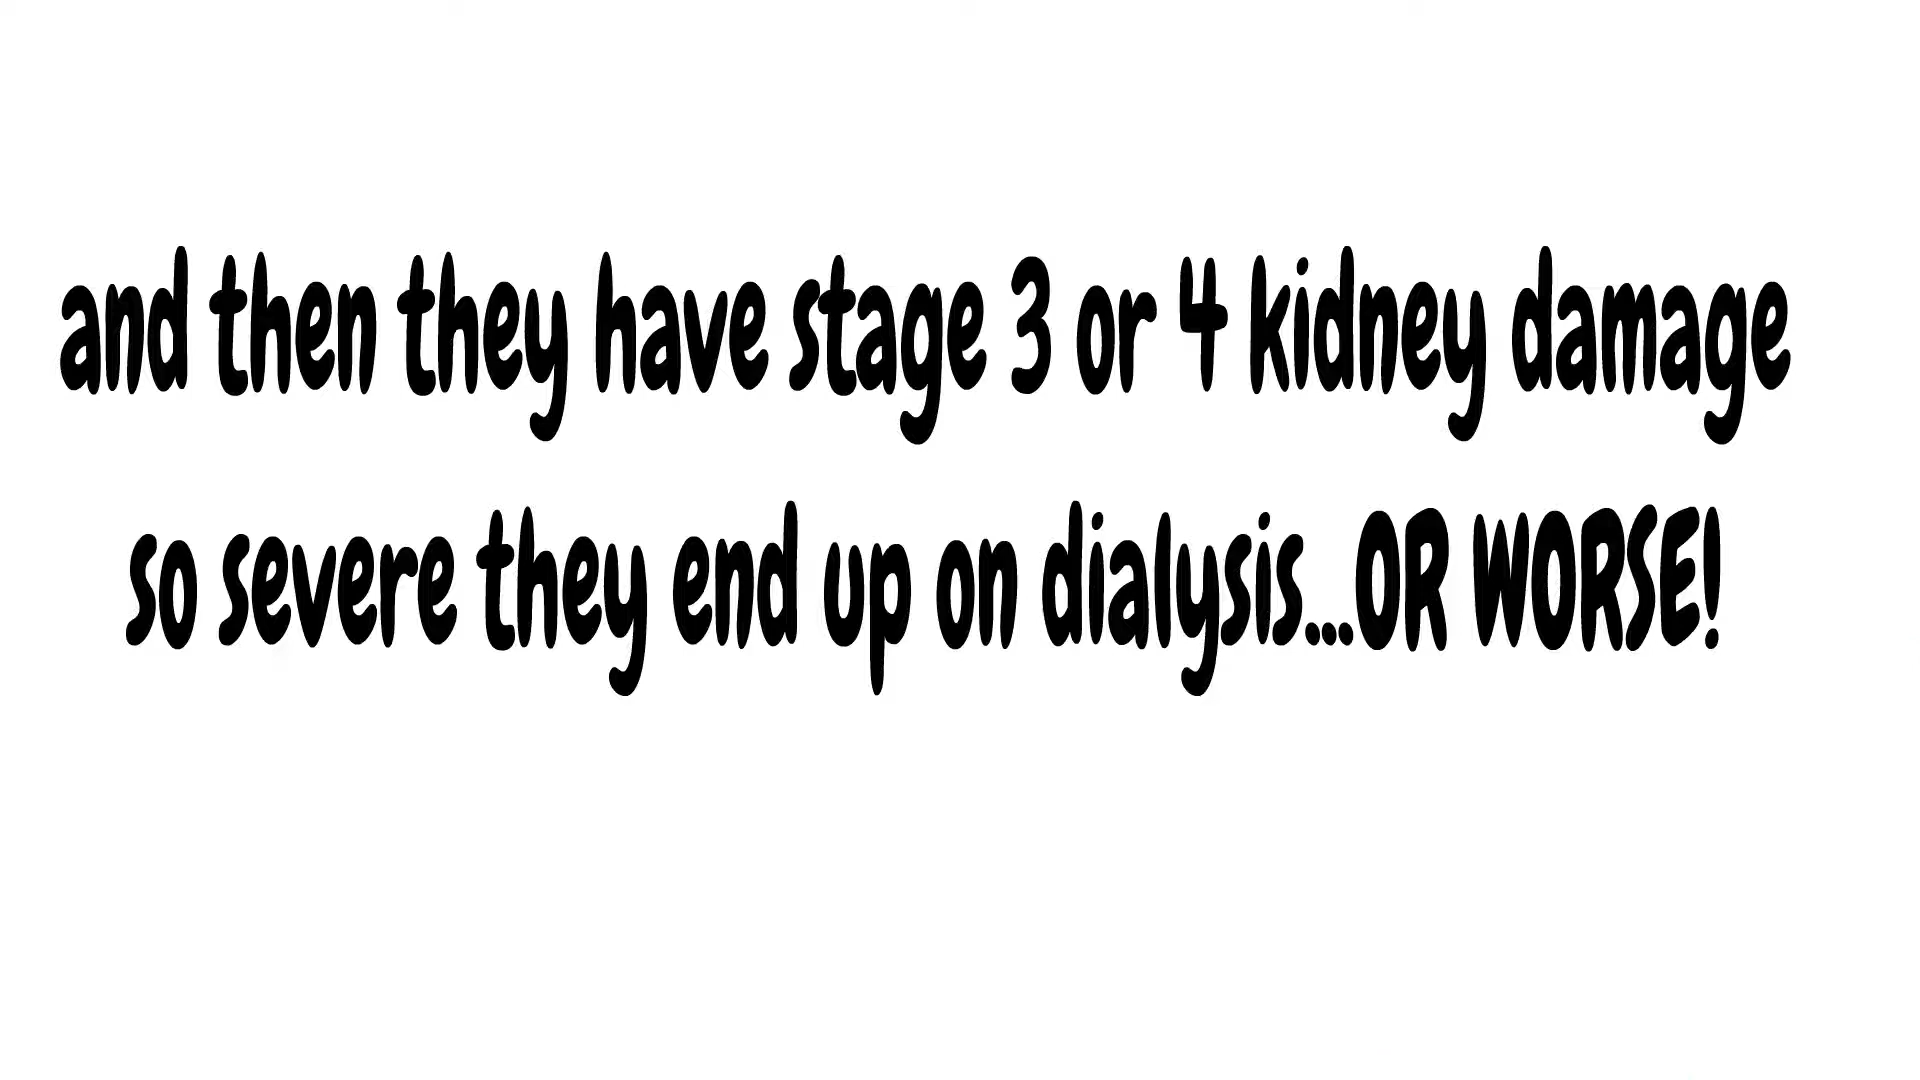 and then they have stage 3 or 4 kidney damage
so severe they end up on dialysis...OR WORSE!